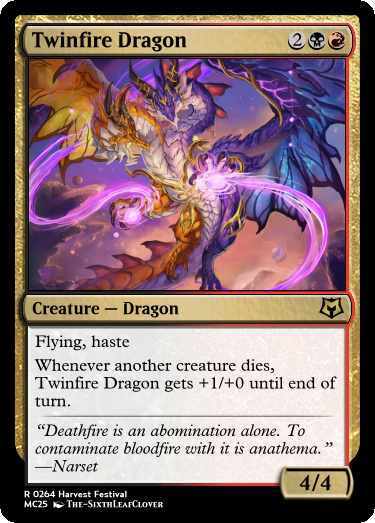 Twinfire Dragon 2
Creature — Dragon
Flying, haste
Whenever another creature dies,
Twinfire Dragon gets +1/+0 until end of
turn.
“Deathfire is an abomination alone. To
contaminate bloodfire with it is anathema.”
—Narset
4/4
R 0264 Harvest Festival
MC25 The-SixthLeafClover